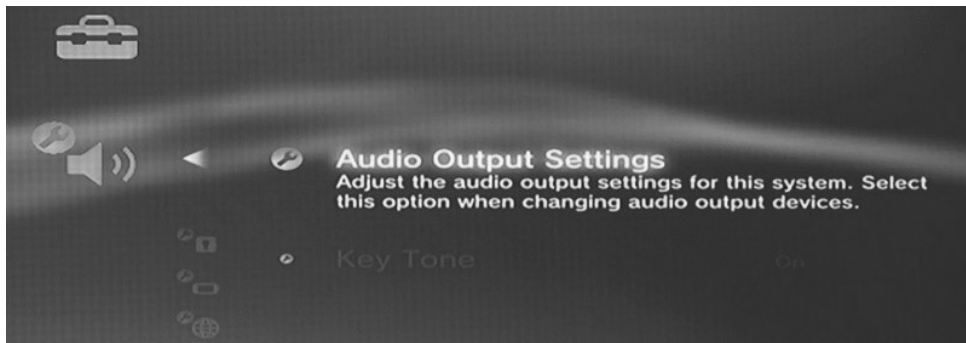 Audio Output Settings
Adjust the audio output settings for this system. Select
this option when changing audio output devices.
Key Tone On